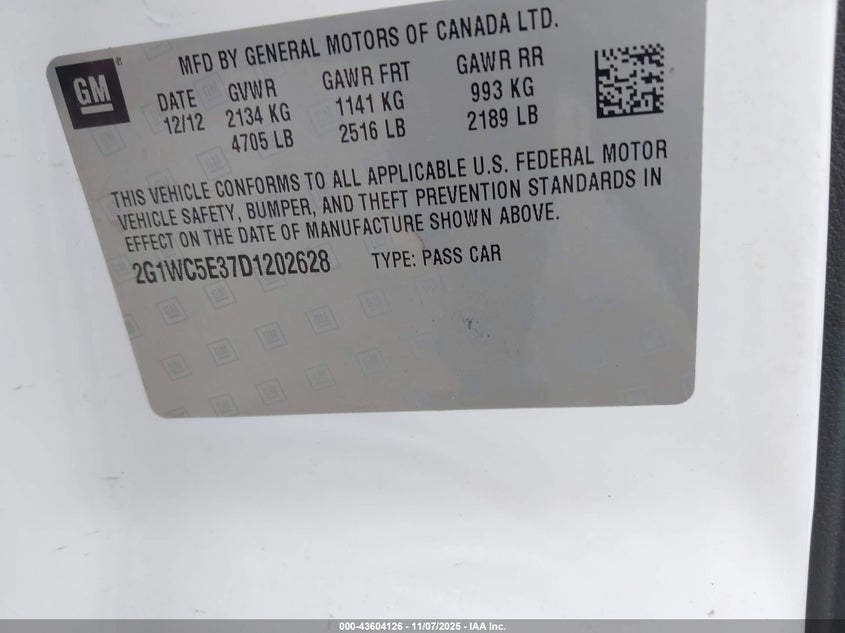 MFD BY GENERAL MOTORS OF CANADA LTD.
GM®
DATE GVWR GAWR FRT GAWR RR
12/12 2134 KG 1141 KG 993 KG
4705 LB 2516 LB 2189 LB
THIS VEHICLE CONFORMS TO ALL APPLICABLE U.S. FEDERAL MOTOR
VEHICLE SAFETY, BUMPER, AND THEFT PREVENTION STANDARDS IN
EFFECT ON THE DATE OF MANUFACTURE SHOWN ABOVE.
2G1WC5E37D1202628 TYPE: PASS CAR
000-43604126 - 11/07/2025 - IAA Inc.